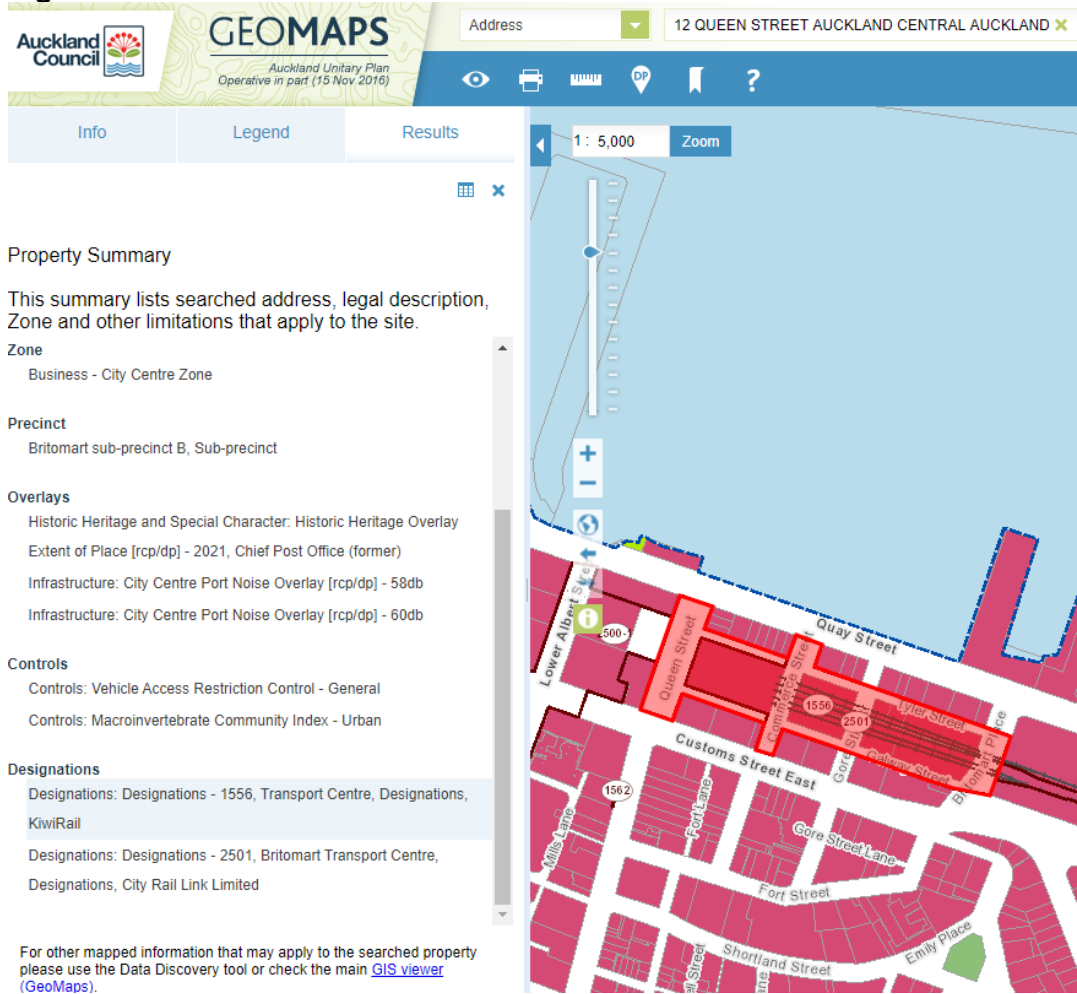 Auckland
Council
GEOMAPS
Auckland Unitary Plan
Operative in part (15 Nov 2016)
Address
12 QUEEN STREET AUCKLAND CENTRAL AUCKLAND
DP
?
Info
Legend
Results
1 : 5,000
Zoom
Property Summary
This summary lists searched address, legal description,
Zone and other limitations that apply to the site.
Zone
Business - City Centre Zone
Precinct
Britomart sub-precinct B, Sub-precinct
Overlays
Historic Heritage and Special Character: Historic Heritage Overlay
Extent of Place [rcp/dp] - 2021, Chief Post Office (former)
Infrastructure: City Centre Port Noise Overlay [rcp/dp] - 58db
Infrastructure: City Centre Port Noise Overlay [rcp/dp] - 60db
Controls
Controls: Vehicle Access Restriction Control - General
Controls: Macroinvertebrate Community Index - Urban
Designations
Designations: Designations - 1556, Transport Centre, Designations,
KiwiRail
Designations: Designations - 2501, Britomart Transport Centre,
Designations, City Rail Link Limited
For other mapped information that may apply to the searched property
please use the Data Discovery tool or check the main GIS viewer
(GeoMaps).
Quay Street
Lower Albert Stre
2500-1
Queen Street
Commerce Street
1556
2501
Tyler Street
Gore St
Galway Street
Britomart Place
Customs Street East
1562
Mills Lane
Fort Lane
Gore Street Lane
Fort Street
Emily Place
Shortland Street